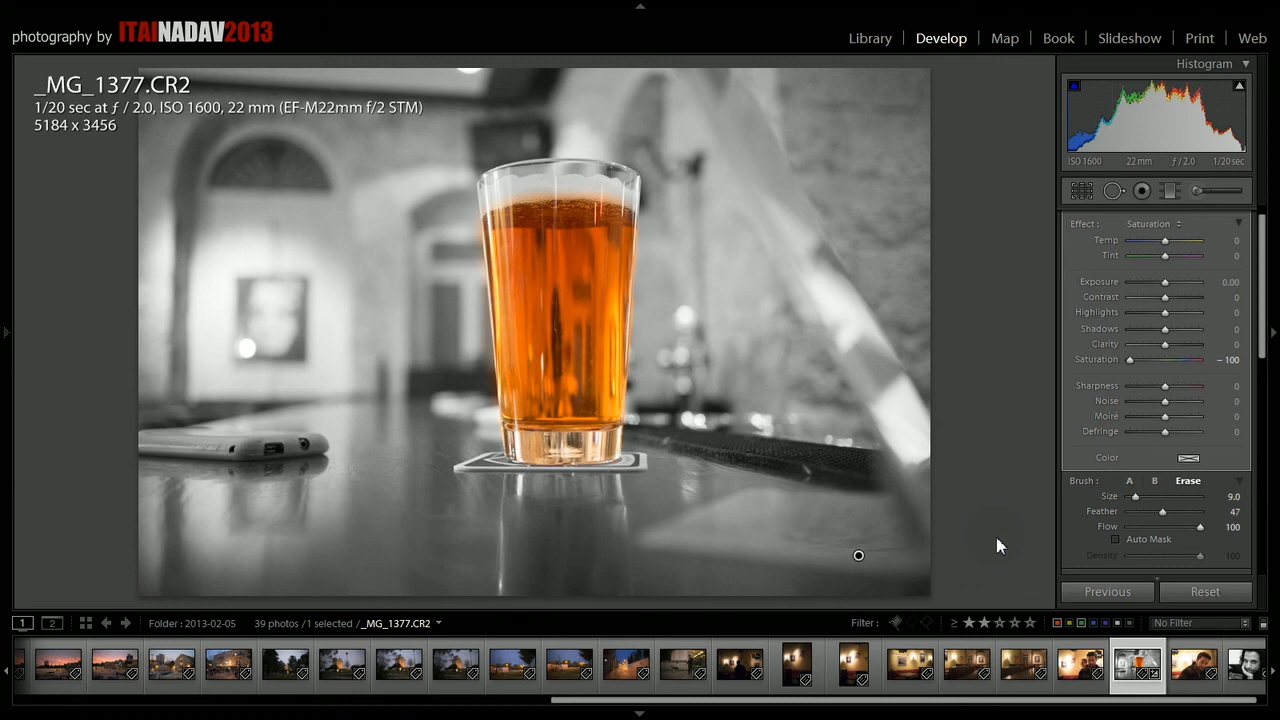 photography by ITAINADAV2013
Library | Develop | Map | Book | Slideshow | Print | Web
_MG_1377.CR2
1/20 sec at ƒ / 2.0, ISO 1600, 22 mm (EF-M22mm f/2 STM)
5184 x 3456
Histogram
ISO 1600 22 mm ƒ / 2.0 1/20 sec
Effect : Saturation
Temp 0
Tint 0
Exposure 0.00
Contrast 0
Highlights 0
Shadows 0
Clarity 0
Saturation – 100
Sharpness 0
Noise 0
Moiré 0
Defringe 0
Color
Brush : A B Erase
Size 9.0
Feather 47
Flow 100
Auto Mask
Density 100
Previous Reset
1 2 Folder : 2013-02-05 39 photos / 1 selected / _MG_1377.CR2 Filter : ≥ ★★☆☆☆ No Filter